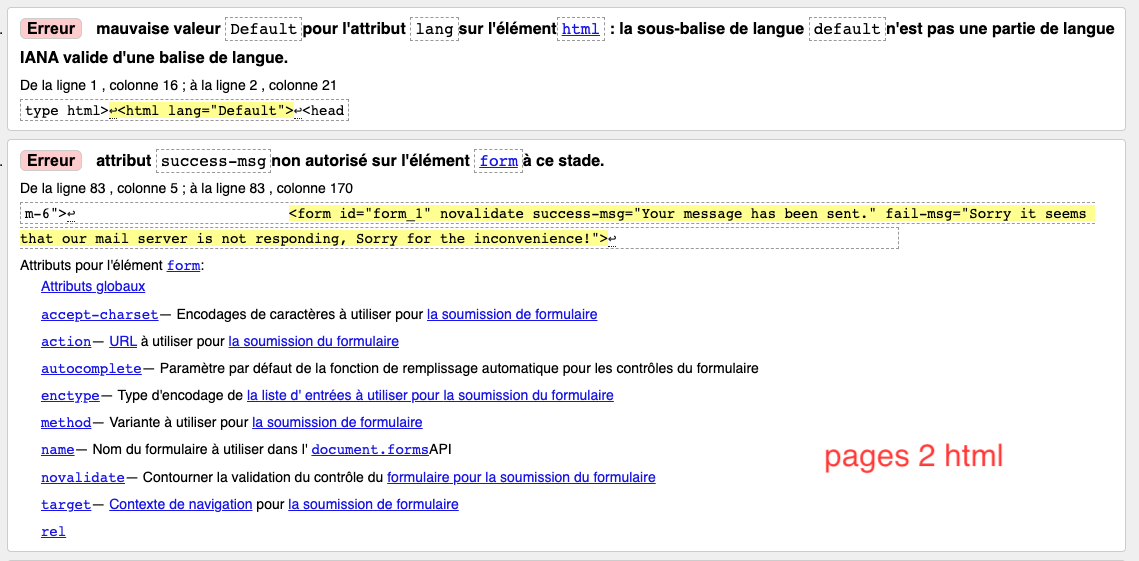 Erreur mauvaise valeur Default pour l'attribut lang sur l'élément html : la sous-balise de langue default n'est pas une partie de langue
IANA valide d'une balise de langue.
De la ligne 1 , colonne 16 ; à la ligne 2 , colonne 21
type html>↩<html lang="Default">↩<head
Erreur attribut success-msg non autorisé sur l'élément form à ce stade.
De la ligne 83 , colonne 5 ; à la ligne 83 , colonne 170
m-6">↩ <form id="form_1" novalidate success-msg="Your message has been sent." fail-msg="Sorry it seems
that our mail server is not responding, Sorry for the inconvenience!">↩
Attributs pour l'élément form:
Attributs globaux
accept-charset— Encodages de caractères à utiliser pour la soumission de formulaire
action— URL à utiliser pour la soumission du formulaire
autocomplete— Paramètre par défaut de la fonction de remplissage automatique pour les contrôles du formulaire
enctype— Type d'encodage de la liste d' entrées à utiliser pour la soumission du formulaire
method— Variante à utiliser pour la soumission de formulaire
name— Nom du formulaire à utiliser dans l' document.formsAPI
novalidate— Contourner la validation du contrôle du formulaire pour la soumission du formulaire
target— Contexte de navigation pour la soumission de formulaire
rel
pages 2 html